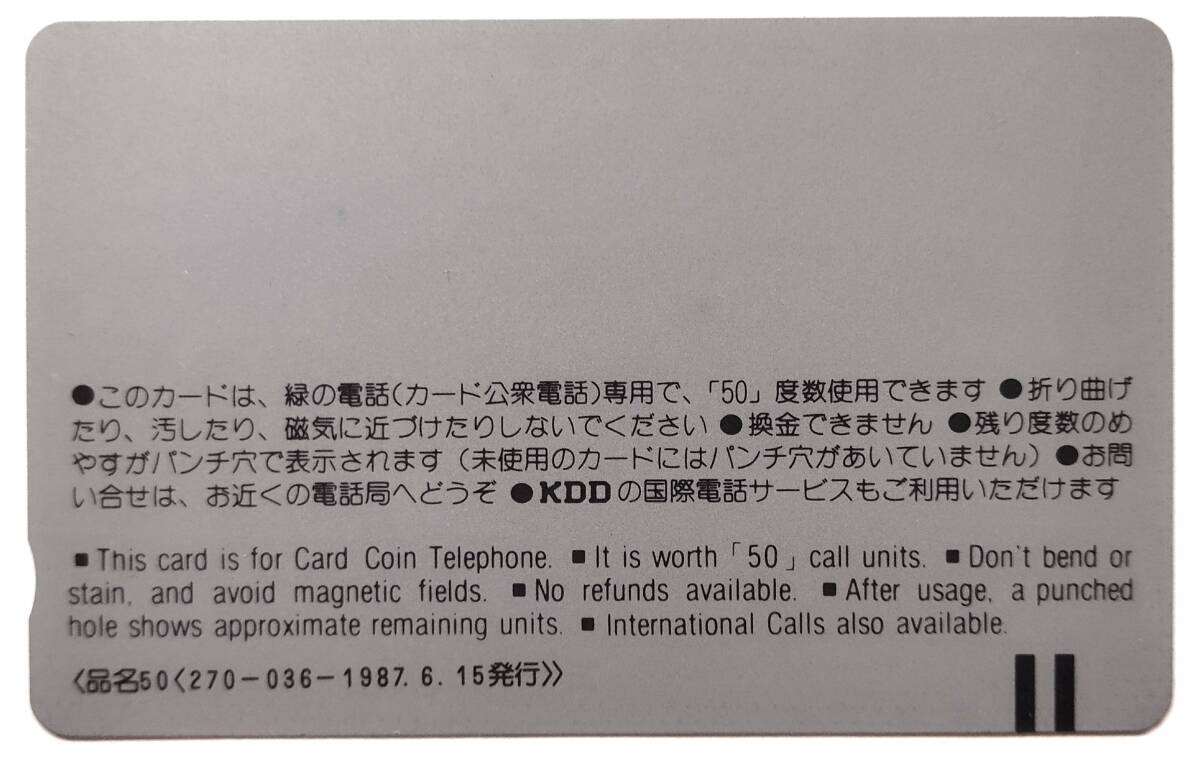 ●このカードは、緑の電話(カード公衆電話)専用で、「50」度数使用できます ●折り曲げ
たり、汚したり、磁気に近づけたりしないでください ●換金できません ●残り度数のめ
やすがパンチ穴で表示されます(未使用のカードにはパンチ穴があいていません) ●お問
い合せは、お近くの電話局へどうぞ ●KDDの国際電話サービスもご利用いただけます
■This card is for Card Coin Telephone. ■It is worth「50」call units. ■Don't bend or
stain, and avoid magnetic fields. ■No refunds available. ■After usage, a punched
hole shows approximate remaining units. ■International Calls also available.
〈品名50〈270-036-1987. 6. 15発行〉〉